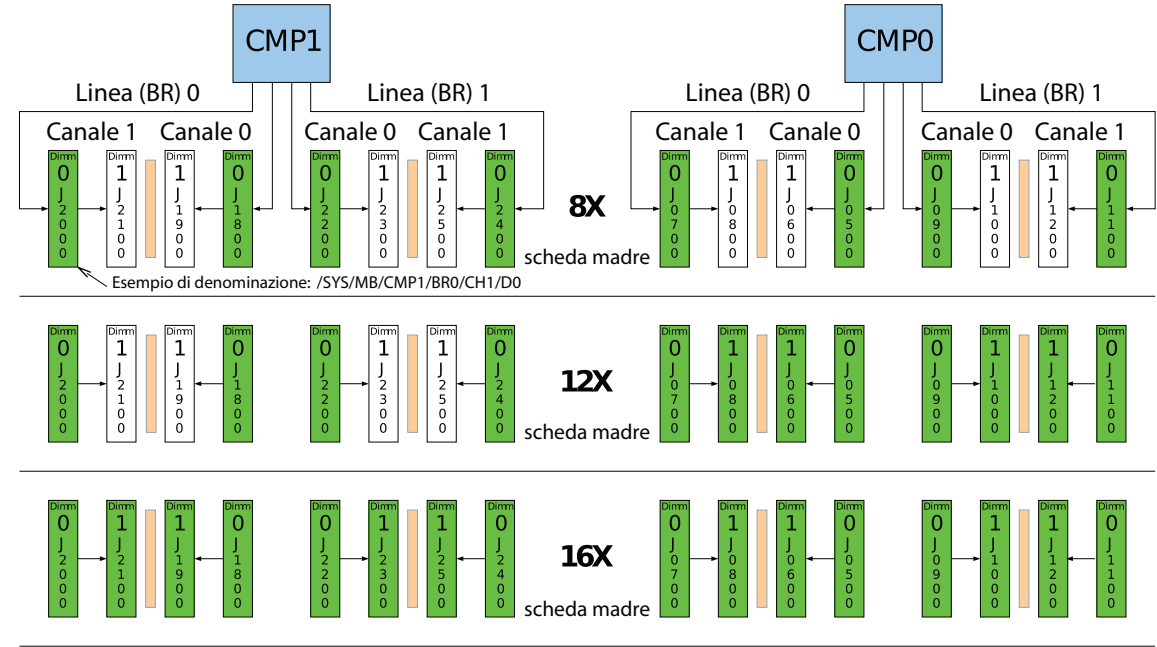 CMP1 CMP0
Linea (BR) 0 Linea (BR) 1 Linea (BR) 0 Linea (BR) 1
Canale 1 Canale 0 Canale 0 Canale 1 Canale 1 Canale 0 Canale 0 Canale 1
Dimm 0 J2000
Dimm 1 J2100
Dimm 1 J1900
Dimm 0 J1800
Dimm 0 J2200
Dimm 1 J2300
Dimm 1 J2500
Dimm 0 J2400
8X
scheda madre
Dimm 0 J0700
Dimm 1 J0800
Dimm 1 J0600
Dimm 0 J0500
Dimm 0 J0900
Dimm 1 J1000
Dimm 1 J1200
Dimm 0 J1100
Esempio di denominazione: /SYS/MB/CMP1/BR0/CH1/D0
Dimm 0 J2000
Dimm 1 J2100
Dimm 1 J1900
Dimm 0 J1800
Dimm 0 J2200
Dimm 1 J2300
Dimm 1 J2500
Dimm 0 J2400
12X
scheda madre
Dimm 0 J0700
Dimm 1 J0800
Dimm 1 J0600
Dimm 0 J0500
Dimm 0 J0900
Dimm 1 J1000
Dimm 1 J1200
Dimm 0 J1100
Dimm 0 J2000
Dimm 1 J2100
Dimm 1 J1900
Dimm 0 J1800
Dimm 0 J2200
Dimm 1 J2300
Dimm 1 J2500
Dimm 0 J2400
16X
scheda madre
Dimm 0 J0700
Dimm 1 J0800
Dimm 1 J0600
Dimm 0 J0500
Dimm 0 J0900
Dimm 1 J1000
Dimm 1 J1200
Dimm 0 J1100